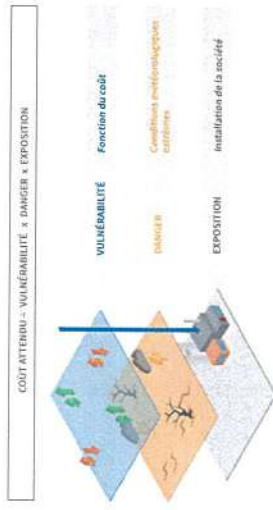 COÛT ATTENDU = VULNÉRABILITÉ x DANGER x EXPOSITION
VULNÉRABILITÉ
Fonction du coût
DANGER
Conditions météorologiques
extrêmes
EXPOSITION
Installation de la société